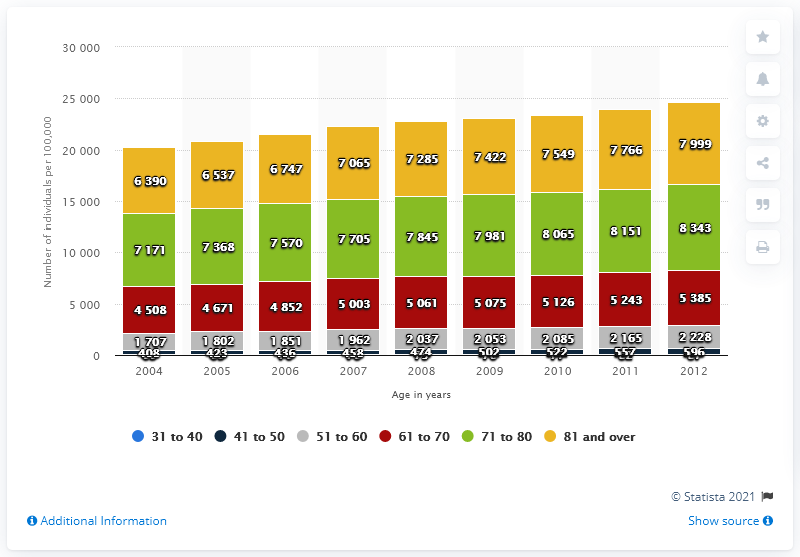 30 000
25 000
20 000
15 000
10 000
5 000
0
Number of individuals per 100,000
6 390 6 537 6 747 7 065 7 285 7 422 7 549 7 766 7 999
7 171 7 368 7 570 7 705 7 845 7 981 8 065 8 151 8 343
4 508 4 671 4 852 5 003 5 061 5 075 5 126 5 243 5 385
1 707 1 802 1 851 1 962 2 037 2 053 2 085 2 165 2 228
408 423 436 458 474 502 522 557 596
2004 2005 2006 2007 2008 2009 2010 2011 2012
Age in years
31 to 40 41 to 50 51 to 60 61 to 70 71 to 80 81 and over
© Statista 2021
Additional Information Show source